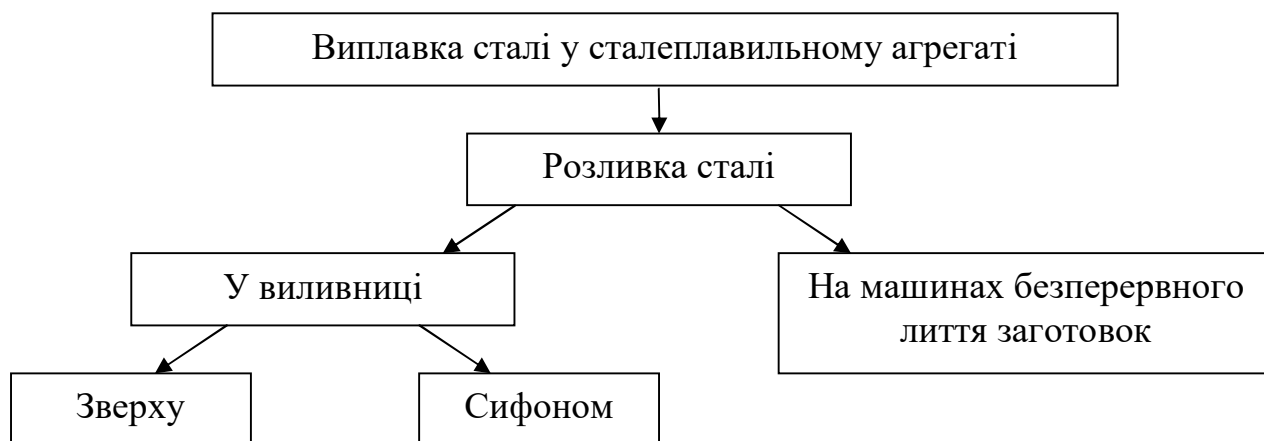 Виплавка сталі у сталеплавильному агрегаті
Розливка сталі
У виливниці
На машинах безперервного
лиття заготовок
Зверху
Сифоном